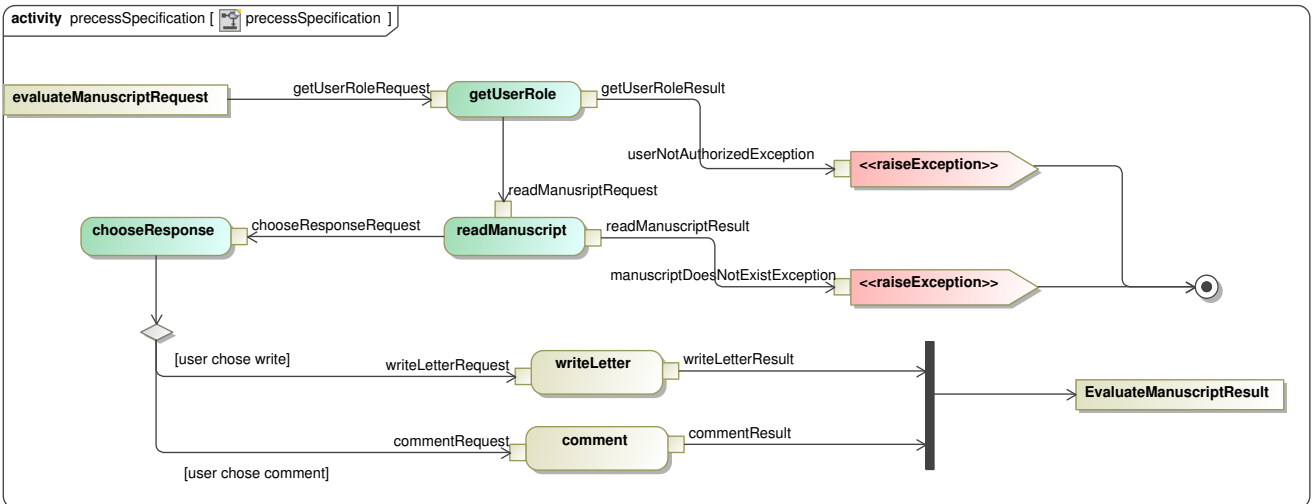 activity precessSpecification [ precessSpecification ]
evaluateManuscriptRequest
getUserRoleRequest
getUserRole
getUserRoleResult
userNotAuthorizedException
<<raiseException>>
readManusriptRequest
chooseResponse
chooseResponseRequest
readManuscript
readManuscriptResult
manuscriptDoesNotExistException
<<raiseException>>
[user chose write]
writeLetterRequest
writeLetter
writeLetterResult
EvaluateManuscriptResult
commentRequest
comment
commentResult
[user chose comment]